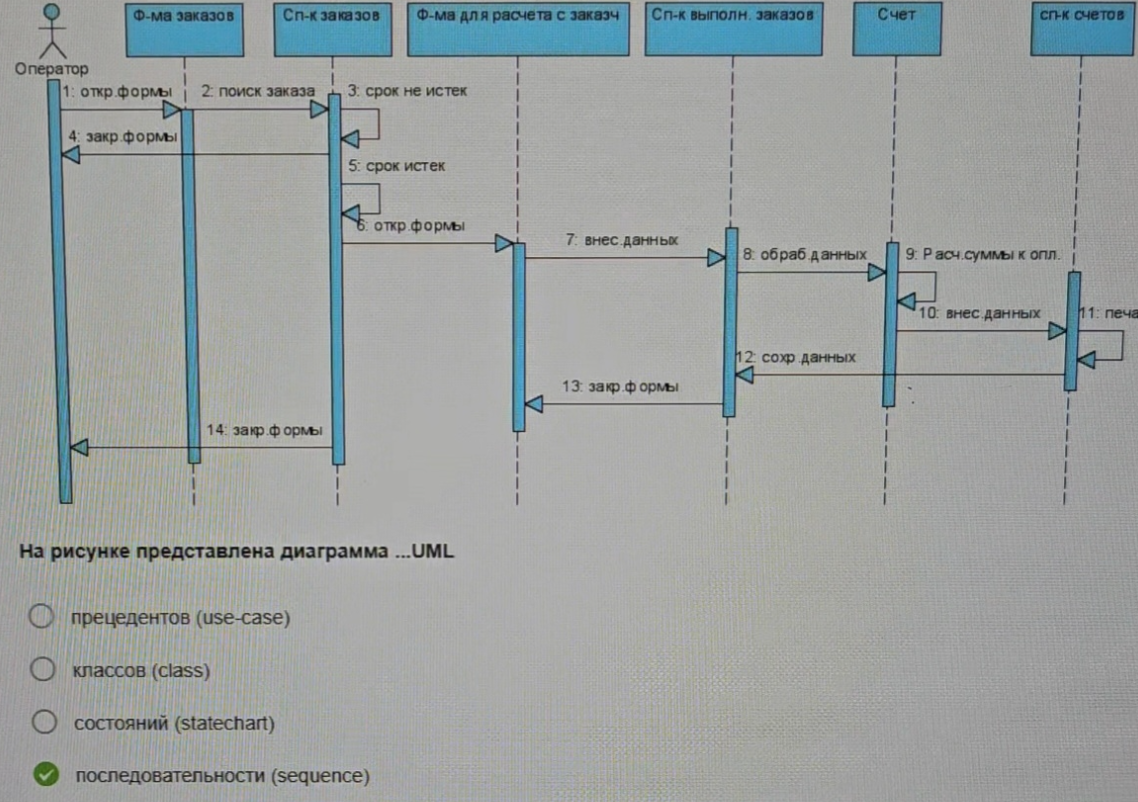 Ф-ма заказов
Сп-к заказов
Ф-ма для расчета с заказч
Сп-к выполн. заказов
Счет
сп-к счетов
Оператор
1: откр.формы
2: поиск заказа
3: срок не истек
4: закр.формы
5: срок истек
6: откр.формы
7: внес.данных
8: обраб.данных
9: Расч.суммы к опл.
10: внес.данных
11: печа
12: сохр.данных
13: закр.формы
14: закр.формы
На рисунке представлена диаграмма ...UML
прецедентов (use-case)
классов (class)
состояний (statechart)
последовательности (sequence)